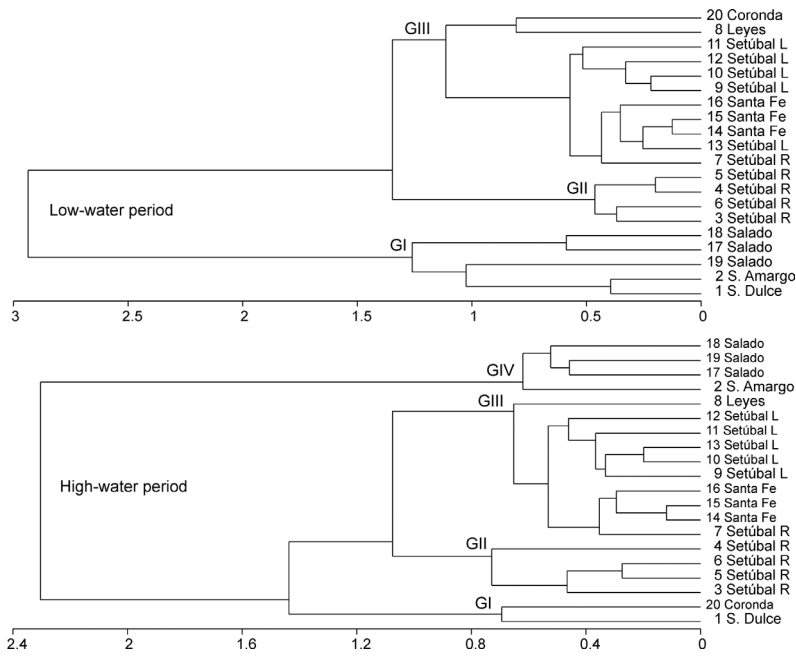 20 Coronda
GIII
8 Leyes
11 Setúbal L
12 Setúbal L
10 Setúbal L
9 Setúbal L
16 Santa Fe
15 Santa Fe
14 Santa Fe
13 Setúbal L
7 Setúbal R
5 Setúbal R
GII
4 Setúbal R
6 Setúbal R
Low-water period
3 Setúbal R
18 Salado
GI
17 Salado
19 Salado
2 S. Amargo
1 S. Dulce
3 2.5 2 1.5 1 0.5 0
18 Salado
19 Salado
GIV
17 Salado
2 S. Amargo
GIII
8 Leyes
12 Setúbal L
11 Setúbal L
13 Setúbal L
10 Setúbal L
9 Setúbal L
High-water period
16 Santa Fe
15 Santa Fe
14 Santa Fe
7 Setúbal R
GII
4 Setúbal R
6 Setúbal R
5 Setúbal R
3 Setúbal R
GI
20 Coronda
1 S. Dulce
2.4 2 1.6 1.2 0.8 0.4 0